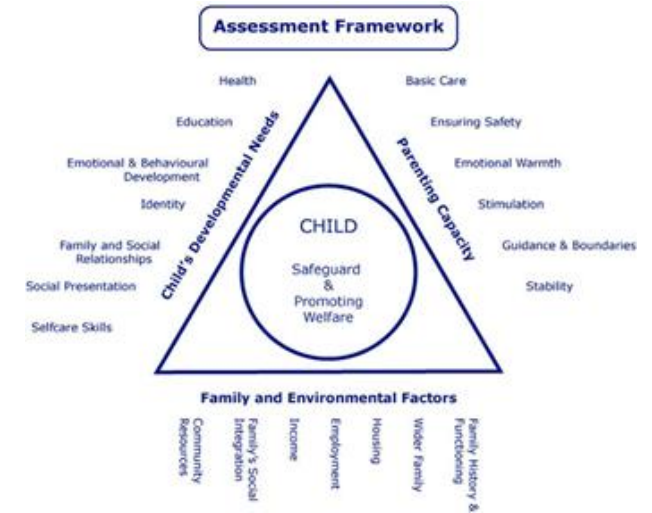 Assessment Framework
Health
Education
Emotional & Behavioural
Development
Identity
Family and Social
Relationships
Social Presentation
Selfcare Skills
Child's Developmental Needs
Basic Care
Ensuring Safety
Emotional Warmth
Stimulation
Guidance & Boundaries
Stability
Parenting Capacity
CHILD
Safeguard
&
Promoting
Welfare
Family and Environmental Factors
Community
Resources
Family's Social
Integration
Income
Employment
Housing
Wider Family
Family History &
Functioning